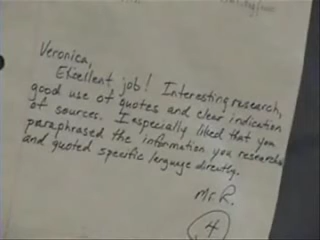 Veronica,
Excellent job! Interesting research,
good use of quotes and clear indication
of sources. I especially liked that you
paraphrased the information you researched
and quoted specific language directly.
Mr. R.
4